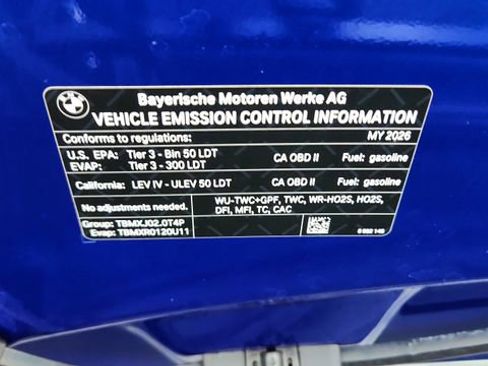 BMW
Bayerische Motoren Werke AG
VEHICLE EMISSION CONTROL INFORMATION
Conforms to regulations: MY 2026
U.S. EPA: Tier 3 - Bin 50 LDT CA OBD II Fuel: gasoline
EVAP: Tier 3 - 300 LDT
California: LEV IV - ULEV 50 LDT CA OBD II Fuel: gasoline
No adjustments needed. WU-TWC+GPF, TWC, WR-HO2S, HO2S,
DFI, MFI, TC, CAC
Group: TBMXJ02.0T4P
Evap: TBMXR0120U11